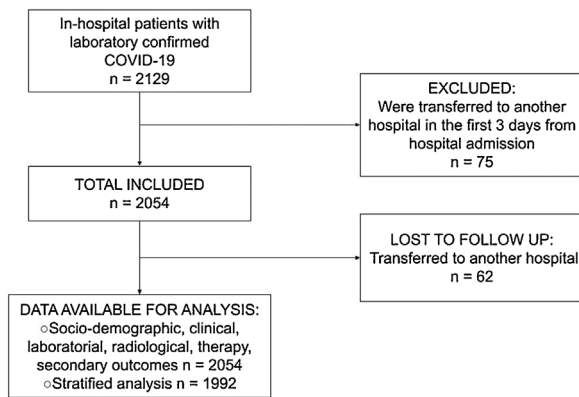 In-hospital patients with
laboratory confirmed
COVID-19
n = 2129
EXCLUDED:
Were transferred to another
hospital in the first 3 days from
hospital admission
n = 75
TOTAL INCLUDED
n = 2054
LOST TO FOLLOW UP:
Transferred to another hospital
n = 62
DATA AVAILABLE FOR ANALYSIS:
○Socio-demographic, clinical,
laboratorial, radiological, therapy,
secondary outcomes n = 2054
○Stratified analysis n = 1992